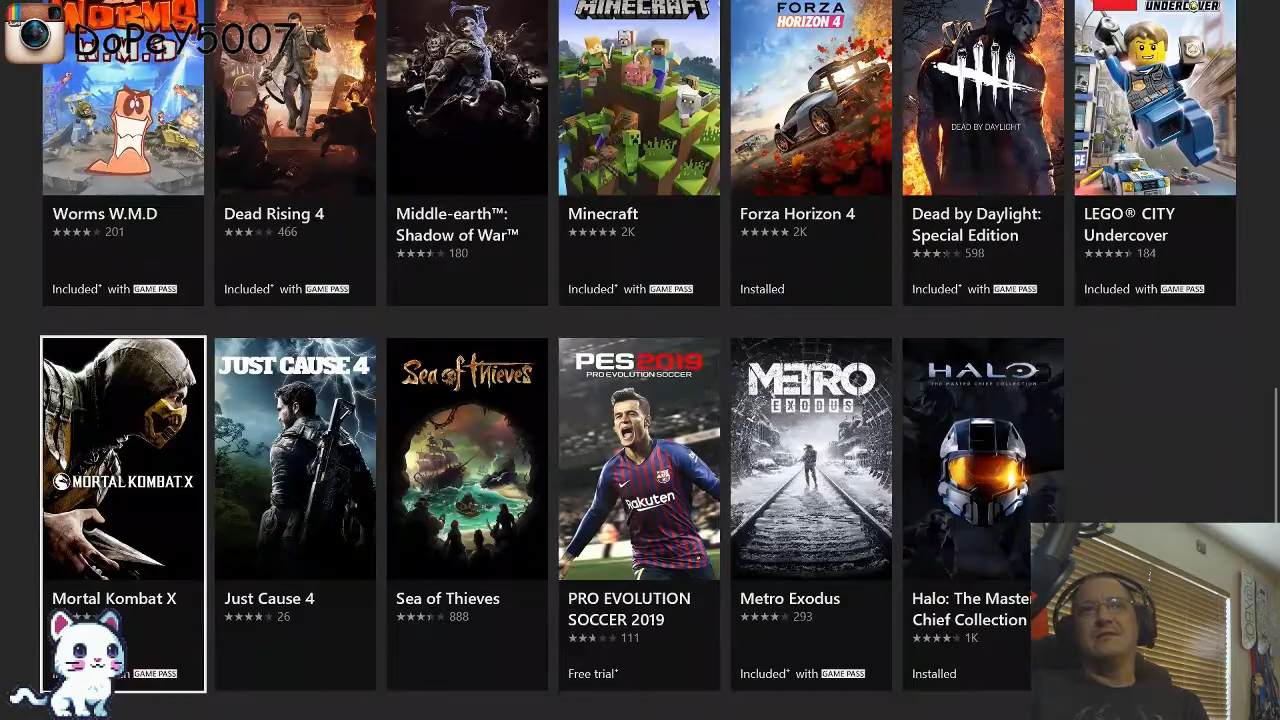 DoPeY5007
WORMS
W.M.D
MINECRAFT
FORZA
HORIZON 4
DEAD BY DAYLIGHT
UNDERCOVER
Worms W.M.D
201
Included+ with GAME PASS
Dead Rising 4
466
Included+ with GAME PASS
Middle-earth™:
Shadow of War™
180
Minecraft
2K
Included+ with GAME PASS
Forza Horizon 4
2K
Installed
Dead by Daylight:
Special Edition
598
Included+ with GAME PASS
LEGO® CITY
Undercover
184
Included with GAME PASS
MORTAL KOMBAT X
JUST CAUSE 4
Sea of Thieves
PES2019
PRO EVOLUTION SOCCER
Rakuten
METRO
EXODUS
HALO
THE MASTER CHIEF COLLECTION
Mortal Kombat X
GAME PASS
Just Cause 4
26
Sea of Thieves
888
PRO EVOLUTION
SOCCER 2019
111
Free trial+
Metro Exodus
293
Included+ with GAME PASS
Halo: The Master
Chief Collection
1K
Installed
XBOX